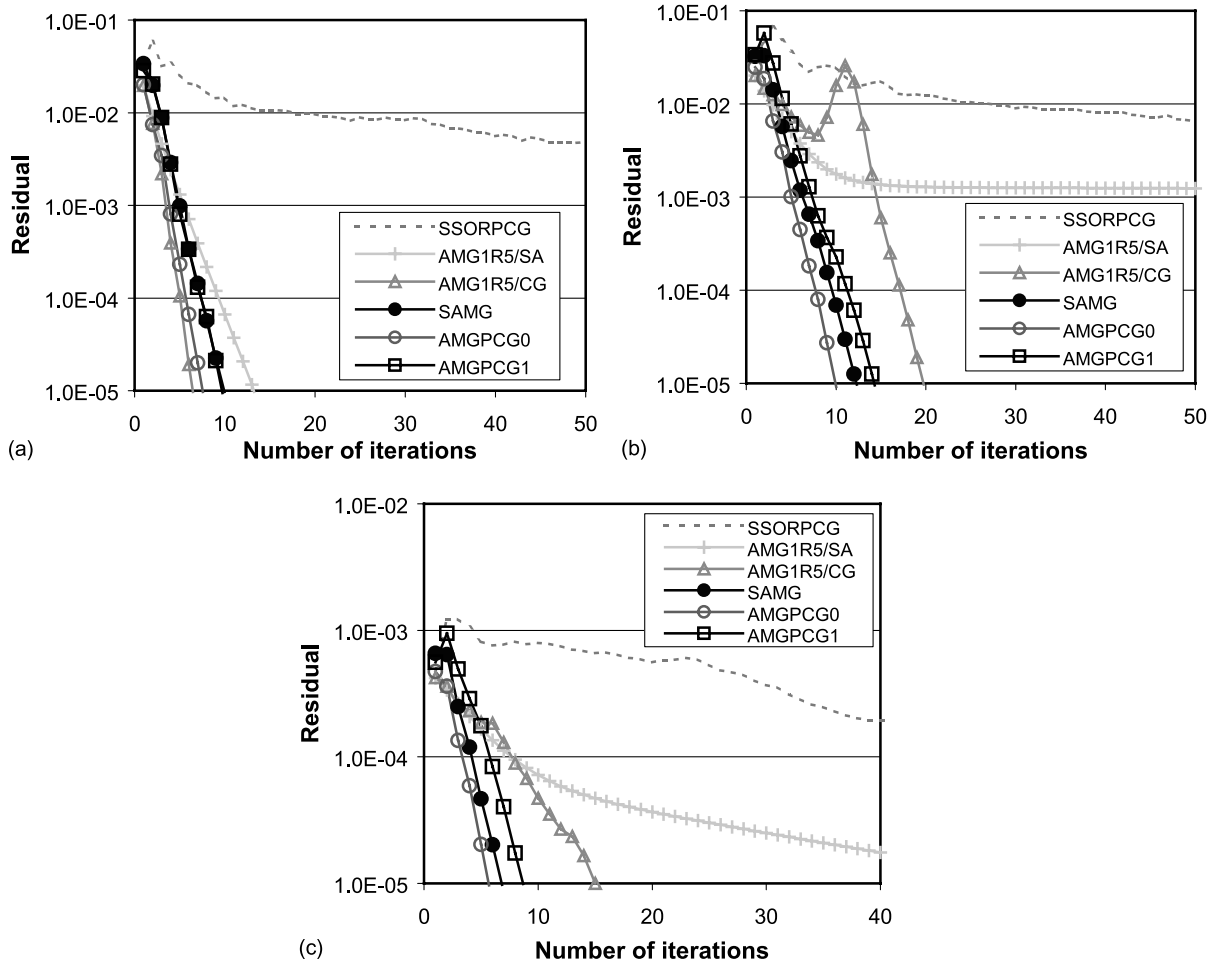 1.0E-01
1.0E-02
1.0E-03
1.0E-04
1.0E-05
Residual
0 10 20 30 40 50
Number of iterations
SSORPCG
AMG1R5/SA
AMG1R5/CG
SAMG
AMGPCG0
AMGPCG1
(a)
1.0E-01
1.0E-02
1.0E-03
1.0E-04
1.0E-05
Residual
0 10 20 30 40 50
Number of iterations
SSORPCG
AMG1R5/SA
AMG1R5/CG
SAMG
AMGPCG0
AMGPCG1
(b)
1.0E-02
1.0E-03
1.0E-04
1.0E-05
Residual
0 10 20 30 40
Number of iterations
SSORPCG
AMG1R5/SA
AMG1R5/CG
SAMG
AMGPCG0
AMGPCG1
(c)